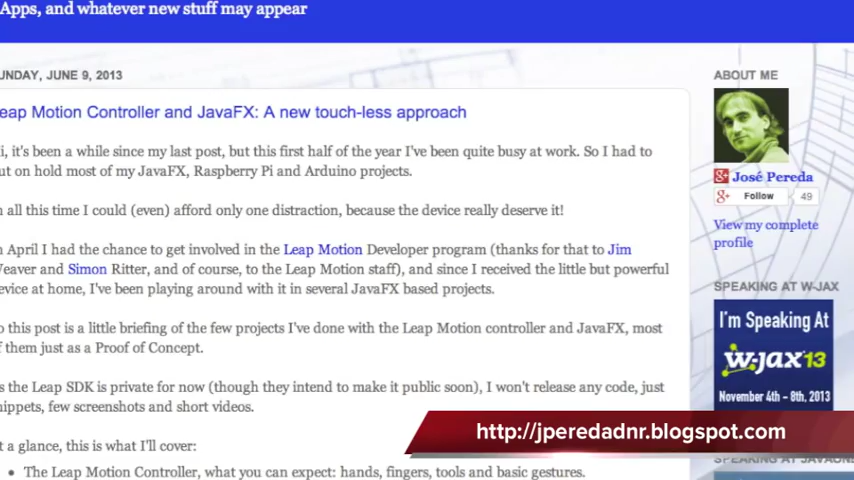 Apps, and whatever new stuff may appear
UNDAY, JUNE 9, 2013
eap Motion Controller and JavaFX: A new touch-less approach
i, it's been a while since my last post, but this first half of the year I've been quite busy at work. So I had to
ut on hold most of my JavaFX, Raspberry Pi and Arduino projects.
n all this time I could (even) afford only one distraction, because the device really deserve it!
n April I had the chance to get involved in the Leap Motion Developer program (thanks for that to Jim
Weaver and Simon Ritter, and of course, to the Leap Motion staff), and since I received the little but powerful
evice at home, I've been playing around with it in several JavaFX based projects.
o this post is a little briefing of the few projects I've done with the Leap Motion controller and JavaFX, most
f them just as a Proof of Concept.
s the Leap SDK is private for now (though they intend to make it public soon), I won't release any code, just
nippets, few screenshots and short videos.
t a glance, this is what I'll cover:
• The Leap Motion Controller, what you can expect: hands, fingers, tools and basic gestures.
ABOUT ME
José Pereda
g+ Follow 49
View my complete
profile
SPEAKING AT W-JAX
I'm Speaking At
w-jax13
November 4th - 8th, 2013
http://jperedadnr.blogspot.com